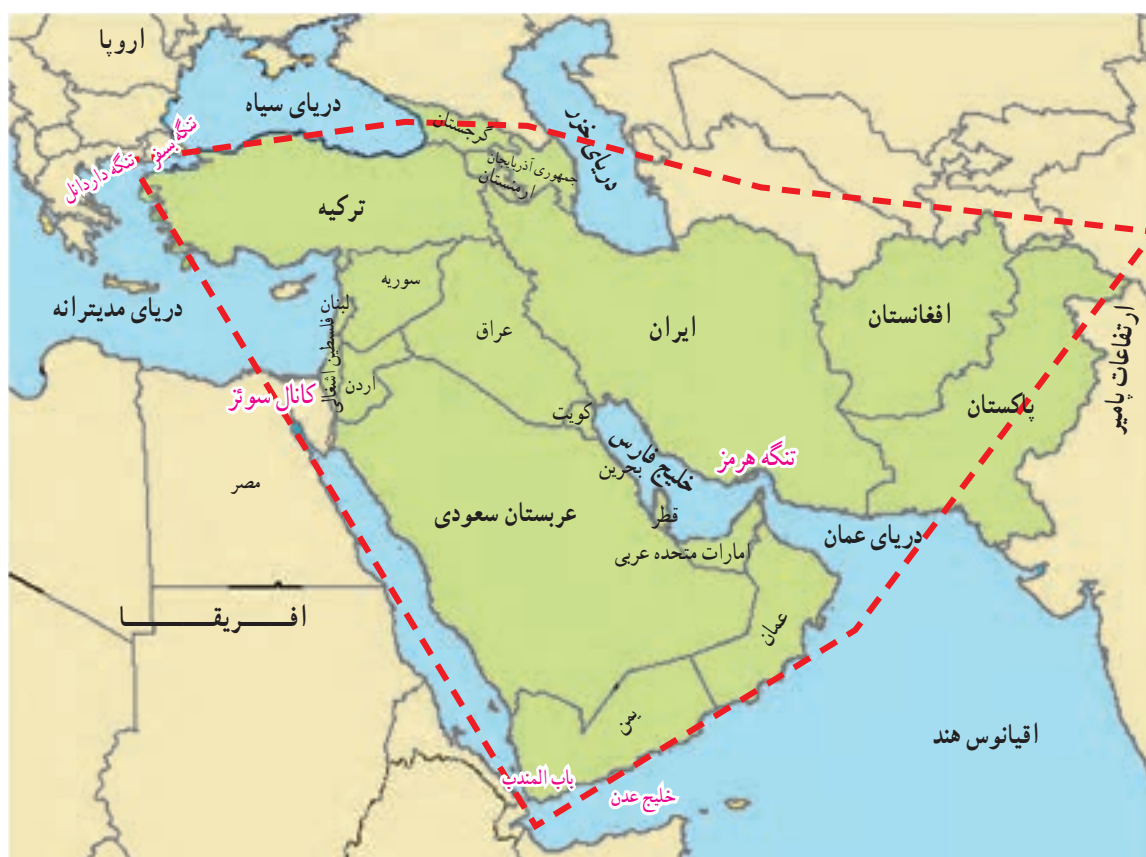 اروپا
دریای سیاه
تنگه بسفر
تنگه داردانل
گرجستان
جمهوری آذربایجان
ارمنستان
دریای خزر
ترکیه
سوریه
لبنان
فلسطین اشغالی
اردن
عراق
ایران
افغانستان
پاکستان
ارتفاعات پامیر
دریای مدیترانه
کانال سوئز
مصر
کویت
خلیج فارس
بحرین
تنگه هرمز
قطر
امارات متحده عربی
دریای عمان
عربستان سعودی
عمان
یمن
افریقا
باب المندب
خلیج عدن
اقیانوس هند